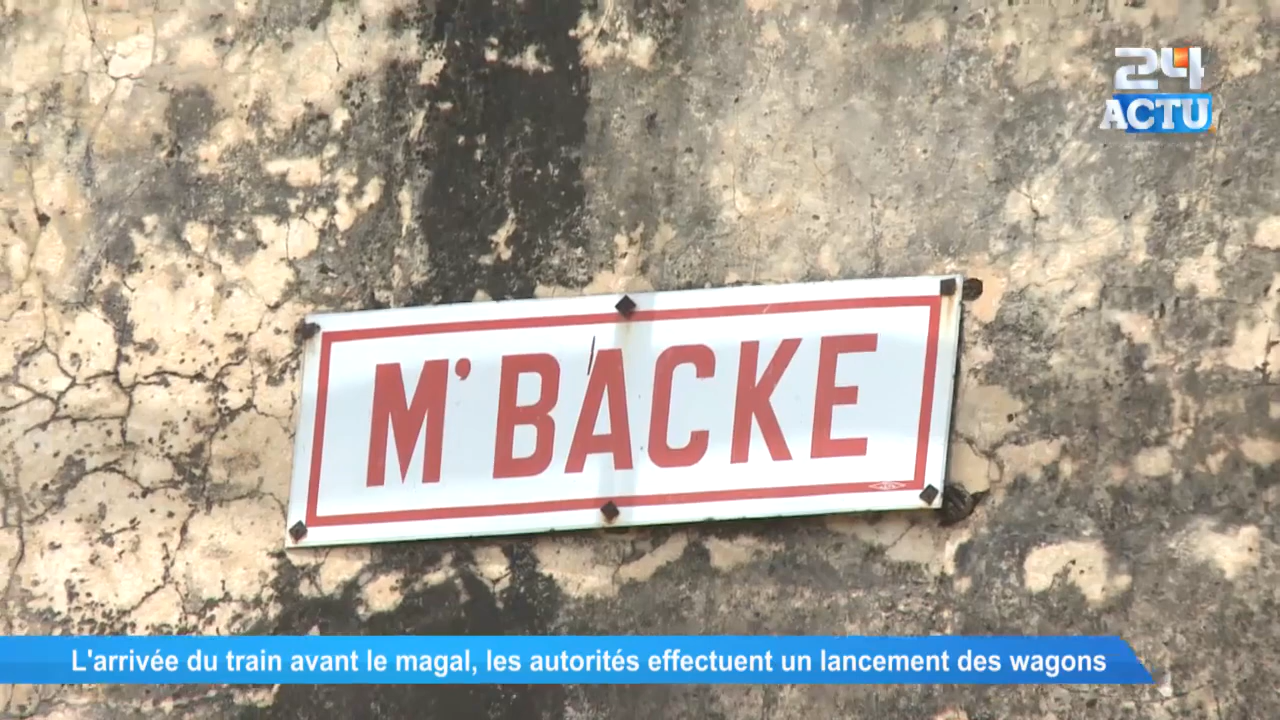 24
ACTU
M'BACKE
L'arrivée du train avant le magal, les autorités effectuent un lancement des wagons